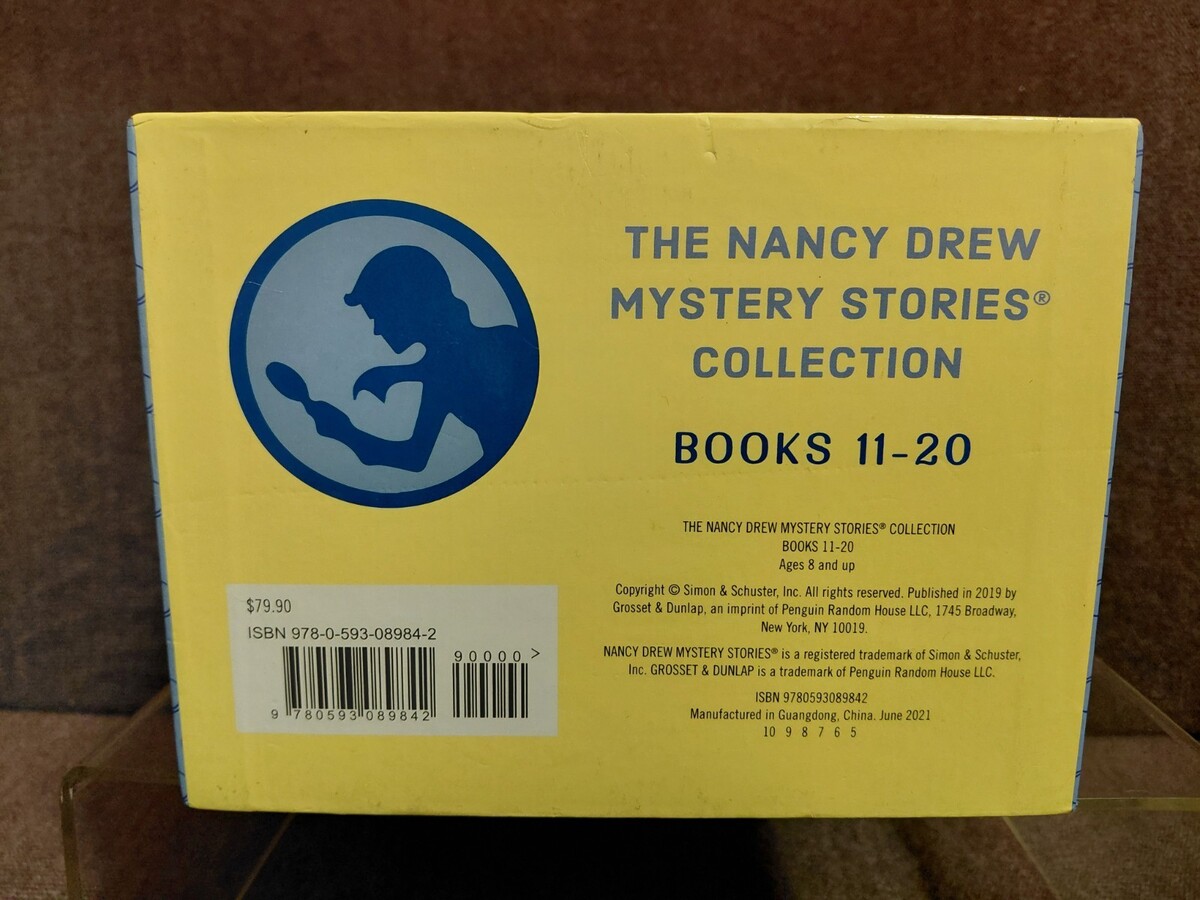 THE NANCY DREW
MYSTERY STORIES®
COLLECTION
BOOKS 11-20
THE NANCY DREW MYSTERY STORIES® COLLECTION
BOOKS 11-20
Ages 8 and up
Copyright © Simon & Schuster, Inc. All rights reserved. Published in 2019 by
Grosset & Dunlap, an imprint of Penguin Random House LLC, 1745 Broadway,
New York, NY 10019.
NANCY DREW MYSTERY STORIES® is a registered trademark of Simon & Schuster,
Inc. GROSSET & DUNLAP is a trademark of Penguin Random House LLC.
ISBN 9780593089842
Manufactured in Guangdong, China. June 2021
10 9 8 7 6 5
$79.90
ISBN 978-0-593-08984-2
90000>
9 780593 089842